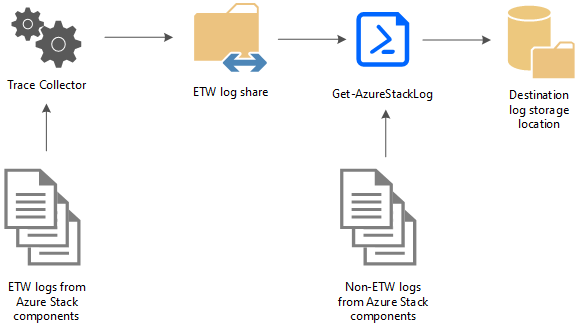 Trace Collector
ETW log share
Get-AzureStackLog
Destination
log storage
location
ETW logs from
Azure Stack
components
Non-ETW logs
from Azure Stack
components